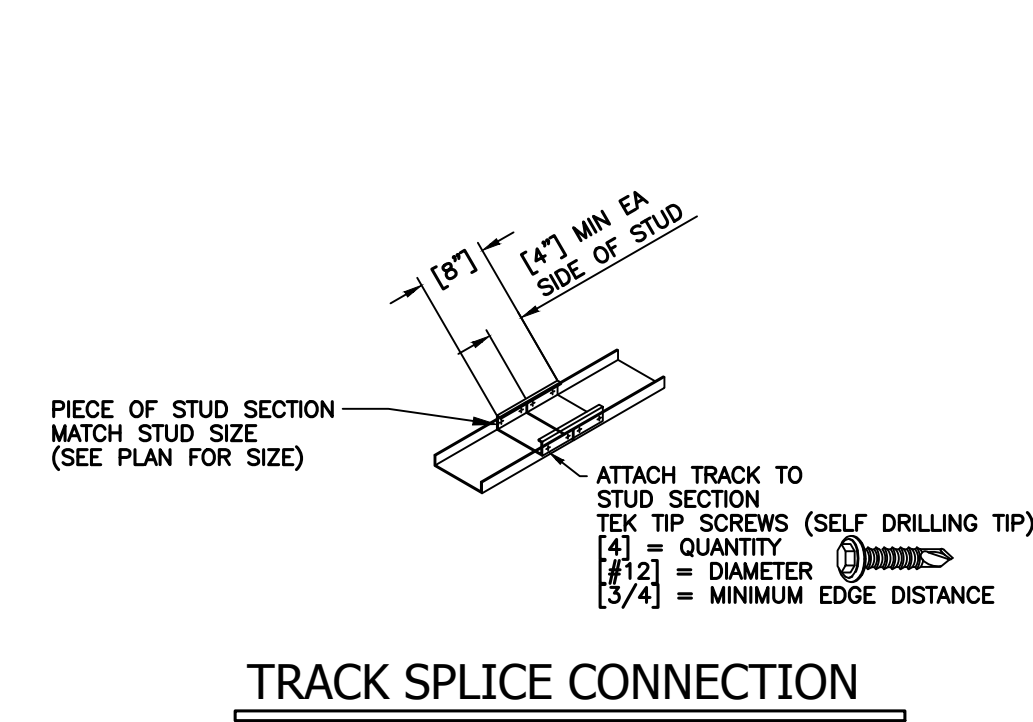 [8"]
[4"] MIN EA
SIDE OF STUD
PIECE OF STUD SECTION
MATCH STUD SIZE
(SEE PLAN FOR SIZE)
ATTACH TRACK TO
STUD SECTION
TEK TIP SCREWS (SELF DRILLING TIP)
[4] = QUANTITY
[#12] = DIAMETER
[3/4] = MINIMUM EDGE DISTANCE
TRACK SPLICE CONNECTION